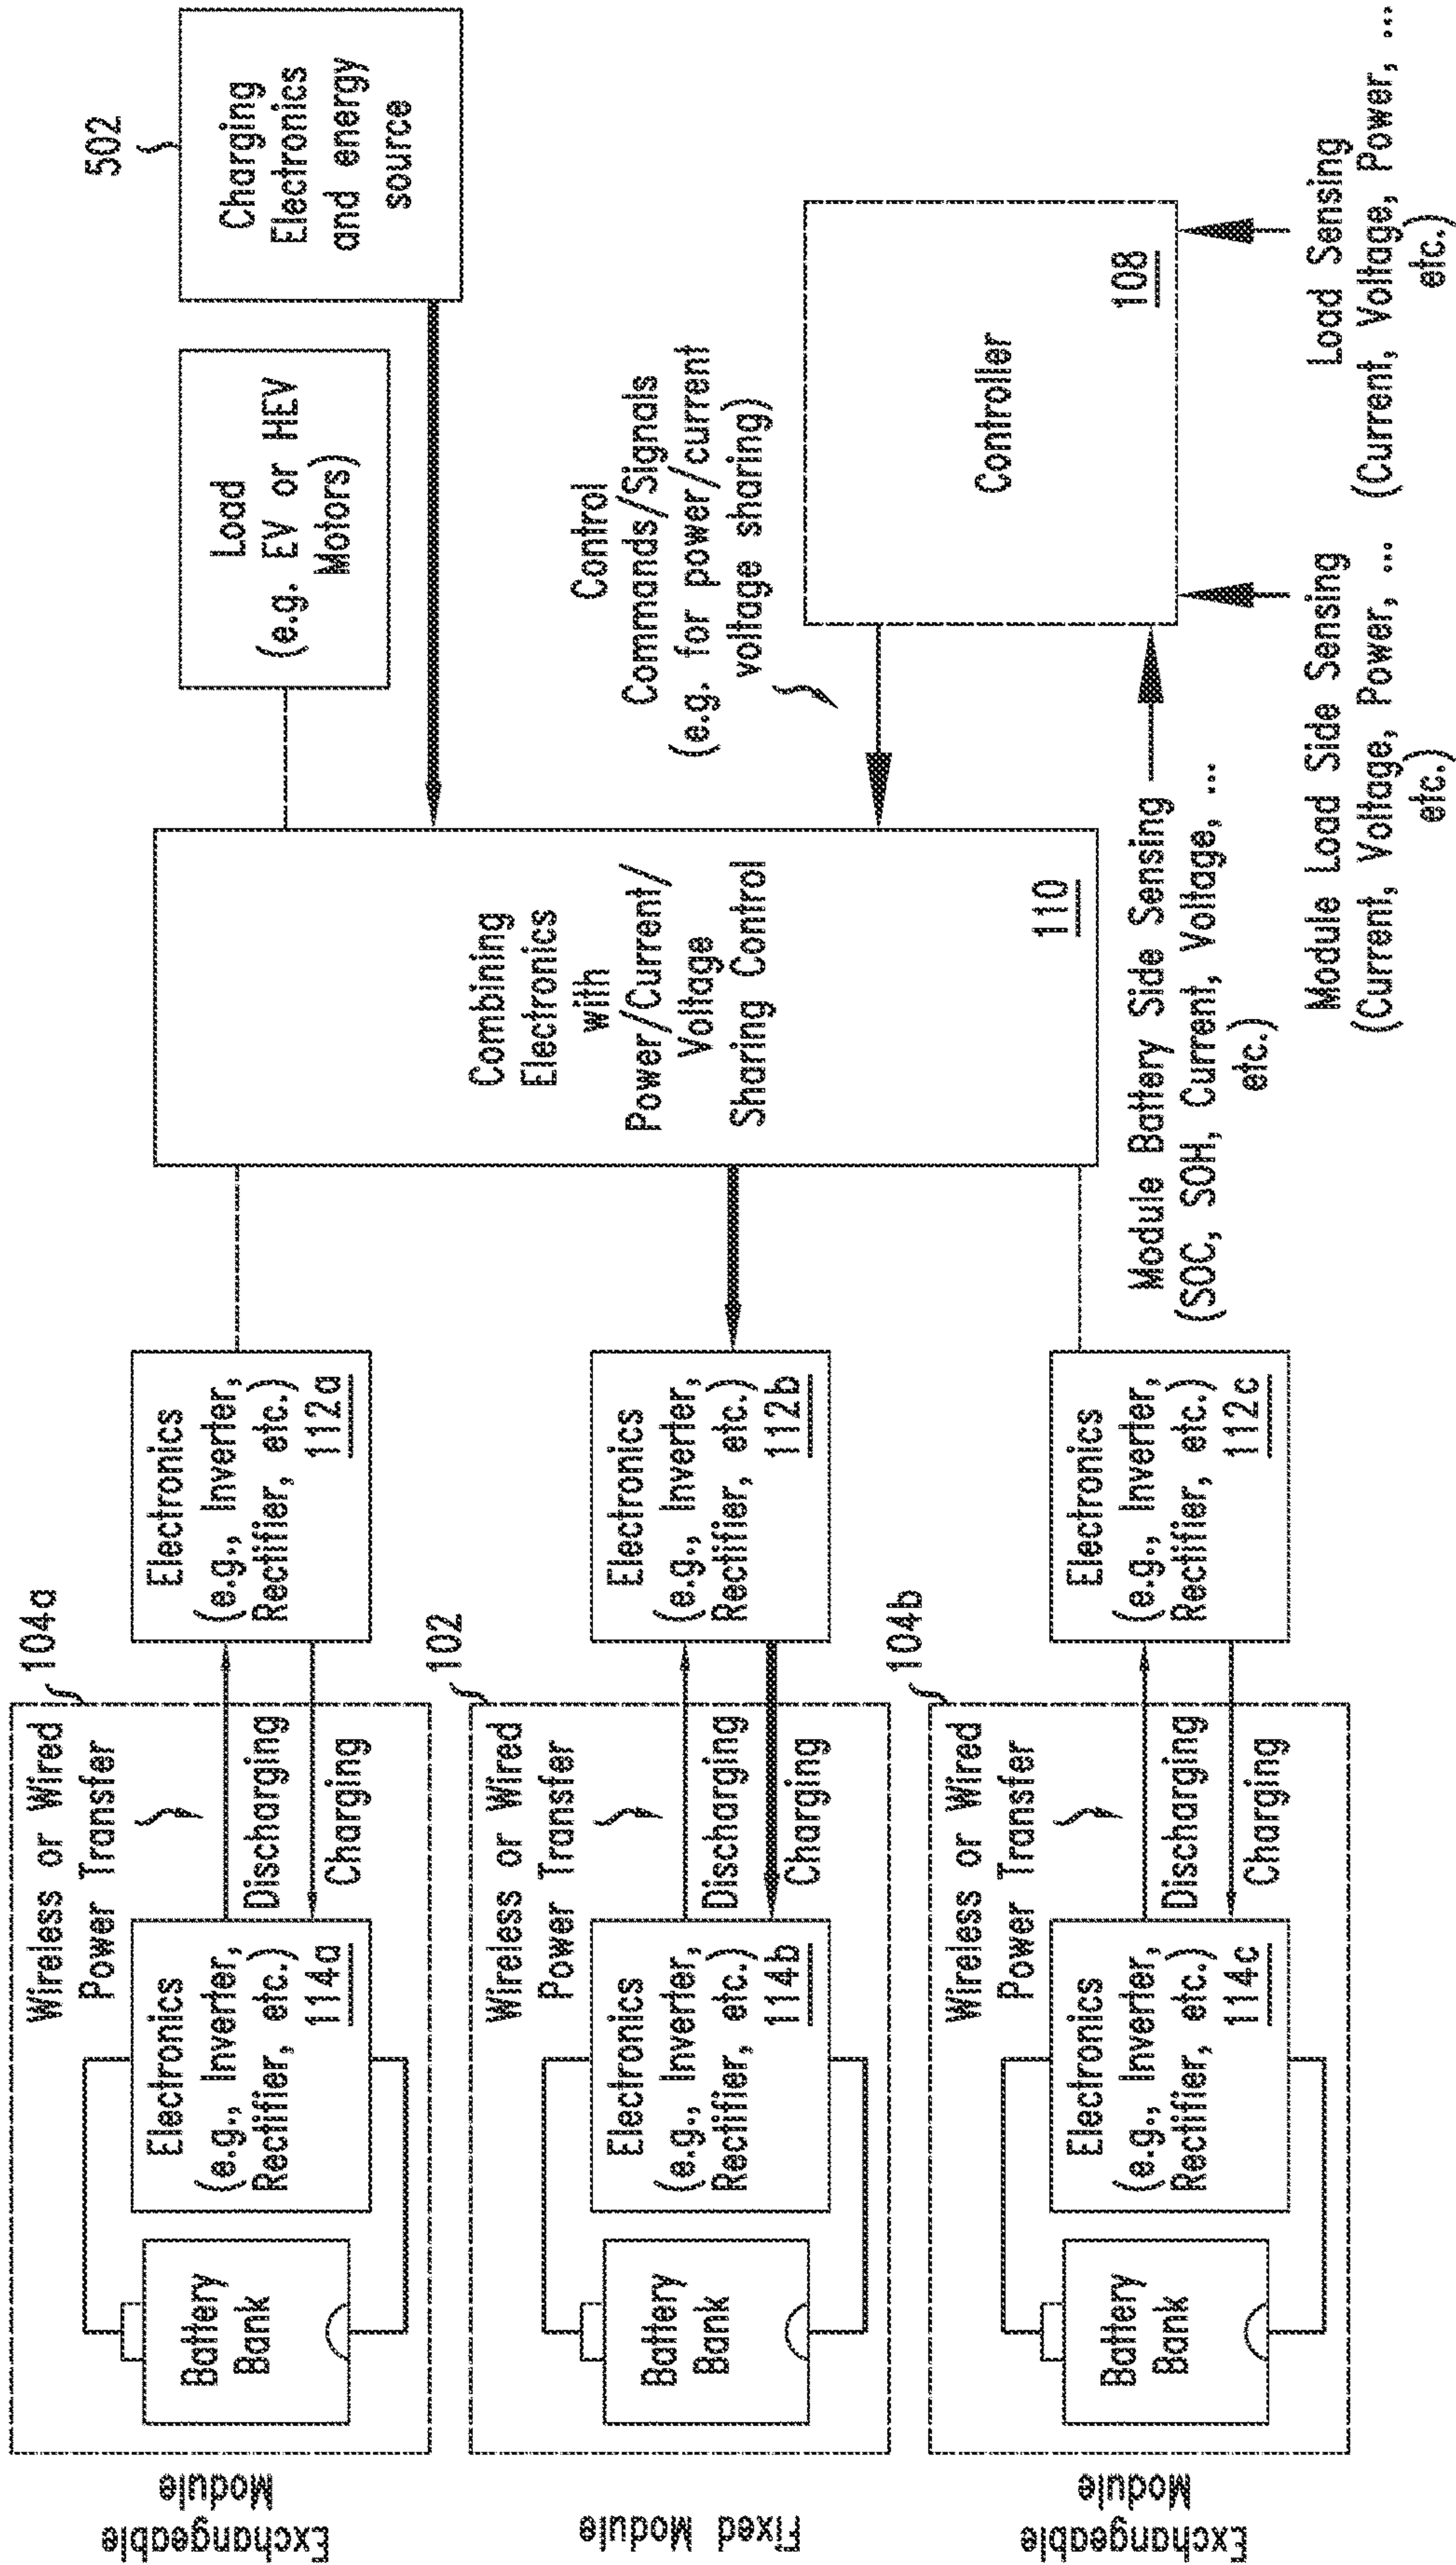 Exchangeable
Module
104a
Wireless or Wired
Power Transfer
Battery
Bank
Electronics
(e.g., Inverter,
Rectifier, etc.)
114a
Discharging
Charging
Electronics
(e.g., Inverter,
Rectifier, etc.)
112a
Fixed Module
102
Wireless or Wired
Power Transfer
Battery
Bank
Electronics
(e.g., Inverter,
Rectifier, etc.)
114b
Discharging
Charging
Electronics
(e.g., Inverter,
Rectifier, etc.)
112b
Exchangeable
Module
104b
Wireless or Wired
Power Transfer
Battery
Bank
Electronics
(e.g., Inverter,
Rectifier, etc.)
114c
Discharging
Charging
Electronics
(e.g., Inverter,
Rectifier, etc.)
112c
Combining
Electronics
with
Power/Current/
Voltage
Sharing Control
110
Load
(e.g. EV or HEV
Motors)
502
Charging
Electronics
and energy
source
Control
Commands/Signals
(e.g. for power/current
voltage sharing)
Controller
108
Module Battery Side Sensing
(SOC, SOH, Current, Voltage, ...
etc.)
Module Load Side Sensing
(Current, Voltage, Power, ...
etc.)
Load Sensing
(Current, Voltage, Power, ...
etc.)